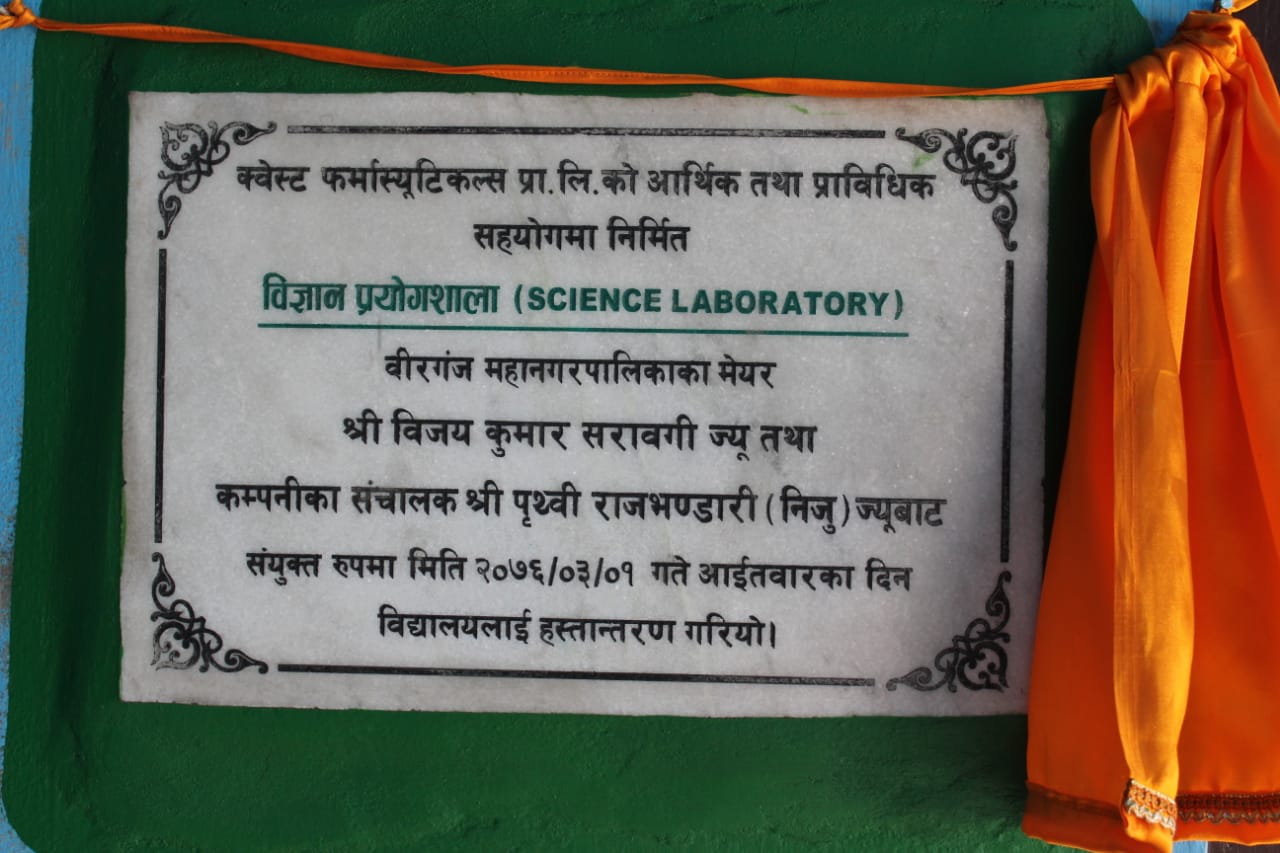 क्वेस्ट फर्मास्यूटिकल्स प्रा.लि.को आर्थिक तथा प्राविधिक
सहयोगमा निर्मित
विज्ञान प्रयोगशाला (SCIENCE LABORATORY)
वीरगंज महानगरपालिकाका मेयर
श्री विजय कुमार सरावगी ज्यू तथा
कम्पनीका संचालक श्री पृथ्वी राजभण्डारी (निजु) ज्यूबाट
संयुक्त रुपमा मिति २०७६/०३/०१ गते आईतवारका दिन
विद्यालयलाई हस्तान्तरण गरियो।